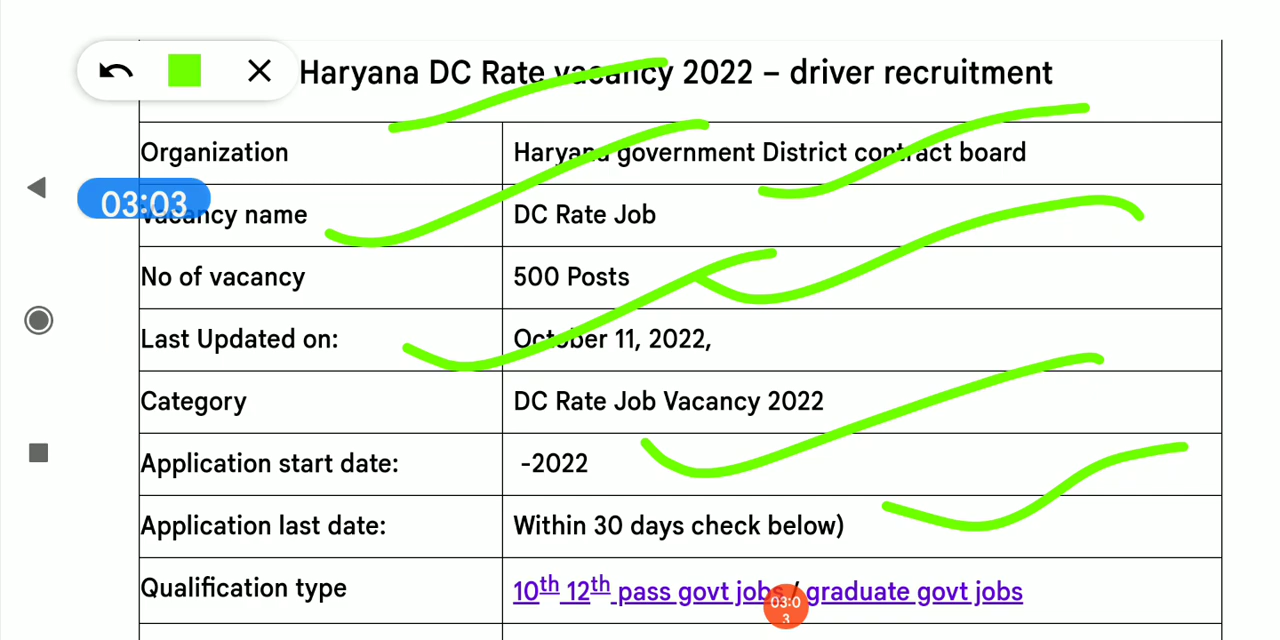 Haryana DC Rate vacancy 2022 – driver recruitment
Organization Haryana government District contract board
03:03
Vacancy name DC Rate Job
No of vacancy 500 Posts
Last Updated on: October 11, 2022,
Category DC Rate Job Vacancy 2022
Application start date: -2022
Application last date: Within 30 days check below)
Qualification type 10th 12th pass govt jobs / graduate govt jobs
03:03